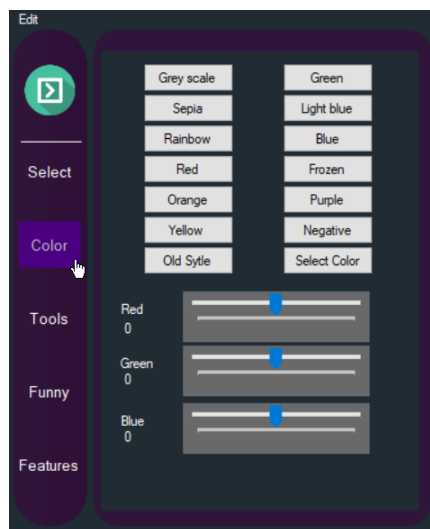 Edit
Select
Color
Tools
Funny
Features
Grey scale
Green
Sepia
Light blue
Rainbow
Blue
Red
Frozen
Orange
Purple
Yellow
Negative
Old Sytle
Select Color
Red
0
Green
0
Blue
0